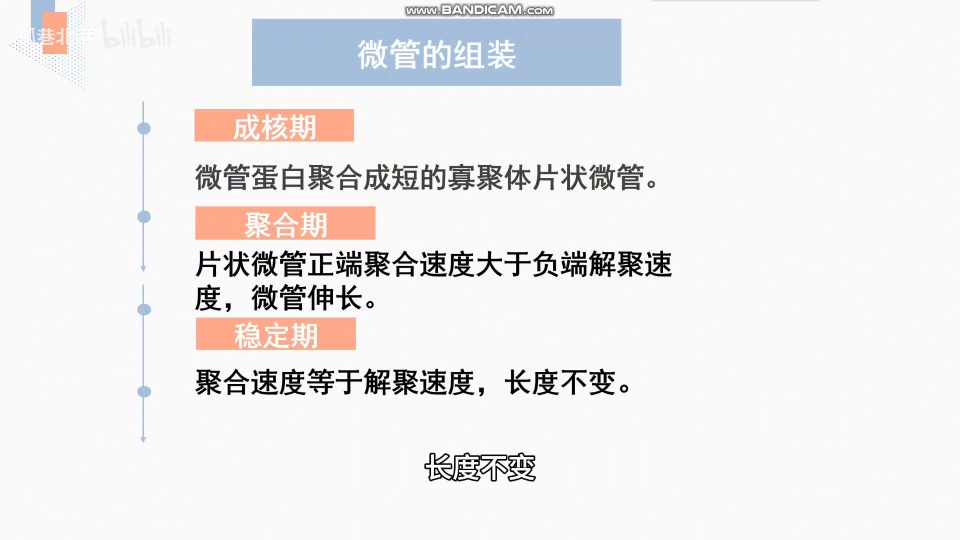 www.BANDICAM.com
bilibili
微管的组装
成核期
微管蛋白聚合成短的寡聚体片状微管。
聚合期
片状微管正端聚合速度大于负端解聚速
度，微管伸长。
稳定期
聚合速度等于解聚速度，长度不变。
长度不变